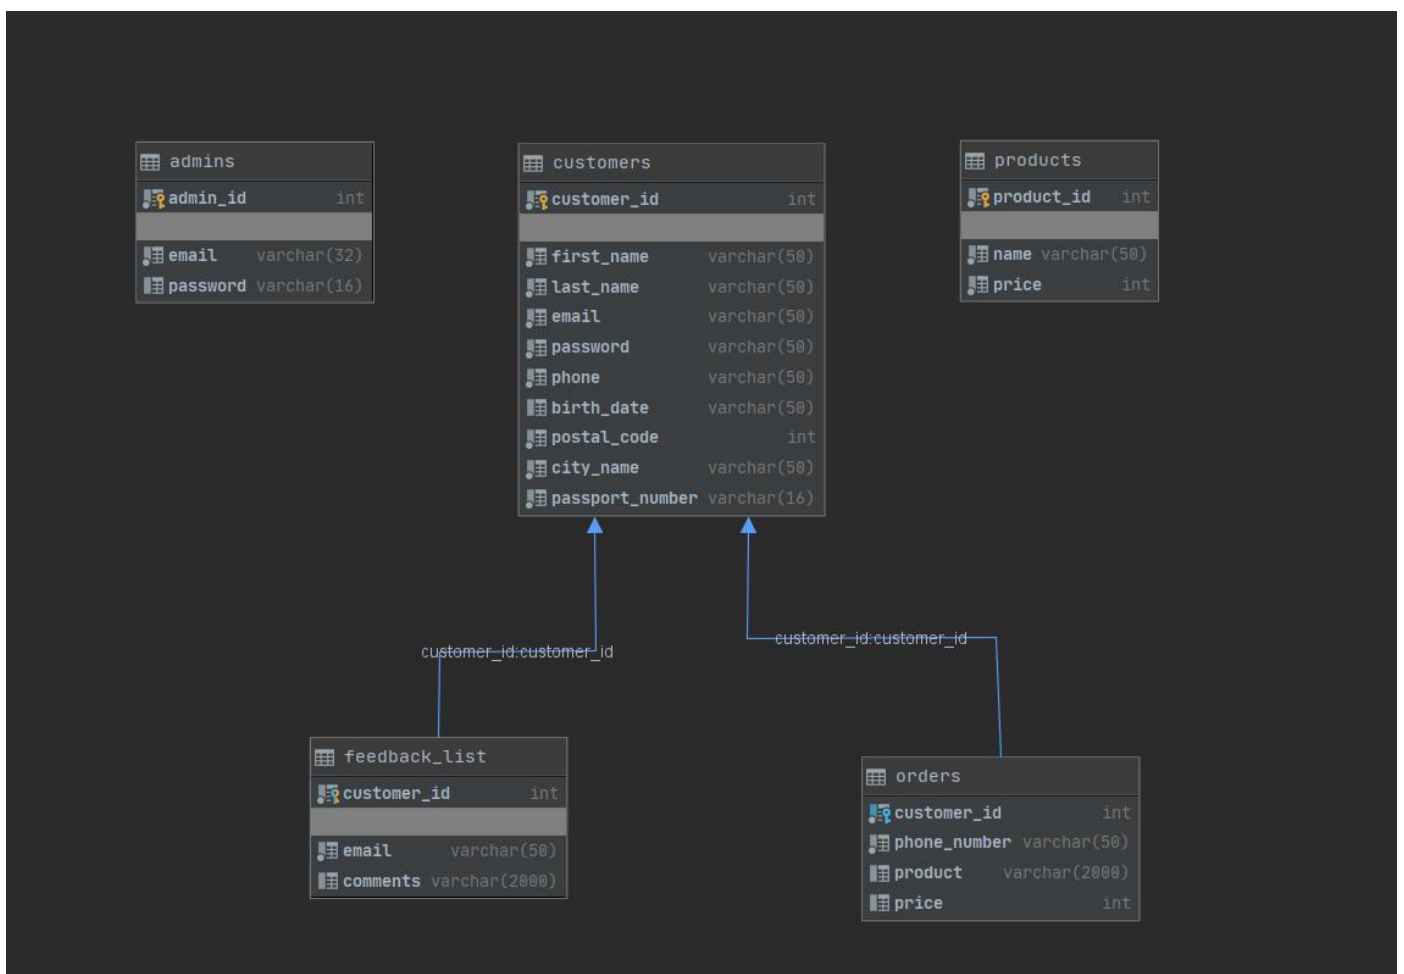 admins
admin_id int
email varchar(32)
password varchar(16)
customers
customer_id int
first_name varchar(50)
last_name varchar(50)
email varchar(50)
password varchar(50)
phone varchar(50)
birth_date varchar(50)
postal_code int
city_name varchar(50)
passport_number varchar(16)
products
product_id int
name varchar(50)
price int
customer_id:customer_id
customer_id:customer_id
feedback_list
customer_id int
email varchar(50)
comments varchar(2000)
orders
customer_id int
phone_number varchar(50)
product varchar(2000)
price int